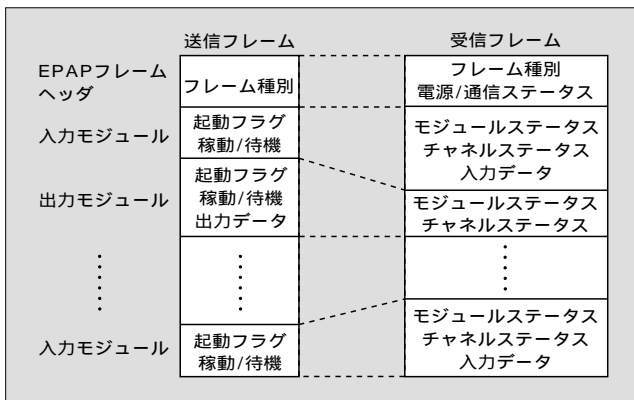 送信フレーム
受信フレーム
EPAPフレーム
ヘッダ
フレーム種別
フレーム種別
電源/通信ステータス
入力モジュール
起動フラグ
稼動/待機
モジュールステータス
チャネルステータス
入力データ
出力モジュール
起動フラグ
稼動/待機
出力データ
モジュールステータス
チャネルステータス
入力モジュール
起動フラグ
稼動/待機
モジュールステータス
チャネルステータス
入力データ